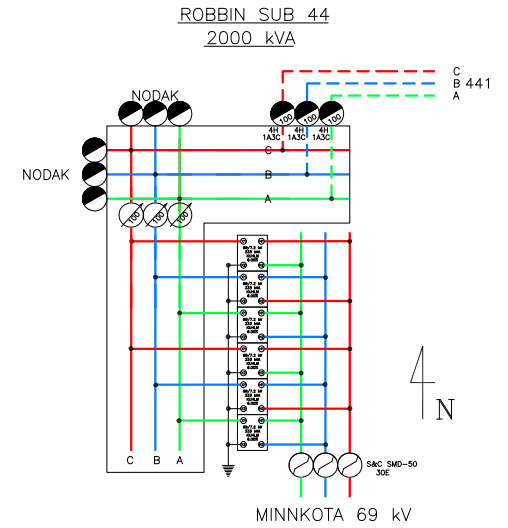 ROBBIN SUB 44
2000 kVA
C
B 441
A
NODAK
100 100 100
4H 4H 4H
1A3C 1A3C 1A3C
C
NODAK
B
A
100 100 100
C B A
N
S&C SMD-50
30E
MINNKOTA 69 kV